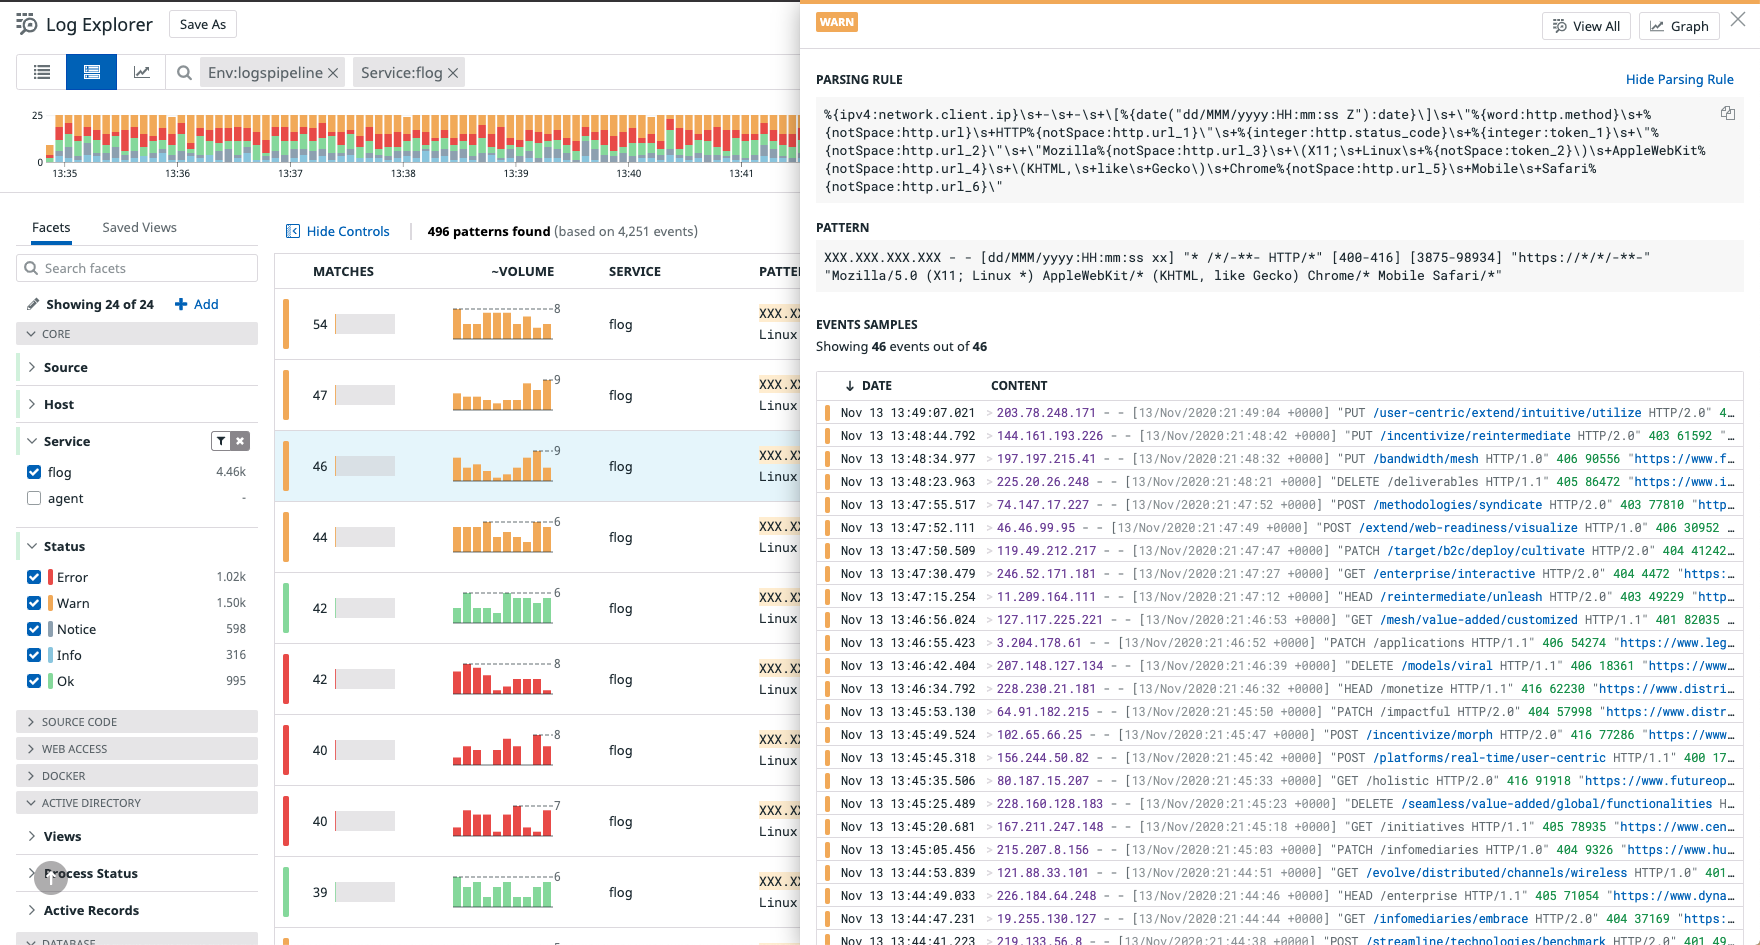 Log Explorer
Save As
Env:logspipeline
Service:flog
25
0
13:35 13:36 13:37 13:38 13:39 13:40 13:41
Facets Saved Views
Search facets
Showing 24 of 24 Add
CORE
Source
Host
Service
flog 4.46k
agent -
Status
Error 1.02k
Warn 1.50k
Notice 598
Info 316
Ok 995
SOURCE CODE
WEB ACCESS
DOCKER
ACTIVE DIRECTORY
Views
Process Status
Active Records
DATABASE
Hide Controls 496 patterns found (based on 4,251 events)
MATCHES ~VOLUME SERVICE PATTE
54 8 flog XXX.XX
Linux
47 9 flog XXX.XX
Linux
46 9 flog XXX.XX
Linux
44 6 flog XXX.XX
Linux
42 6 flog XXX.XX
Linux
42 8 flog XXX.XX
Linux
40 8 flog XXX.XX
Linux
40 7 flog XXX.XX
Linux
39 6 flog XXX.XX
Linux
WARN
View All
Graph
PARSING RULE Hide Parsing Rule
%{ipv4:network.client.ip}\s+-\s+-\s+\[%{date("dd/MMM/yyyy:HH:mm:ss Z"):date}\]\s+\"%{word:http.method}\s+%
{notSpace:http.url}\s+HTTP%{notSpace:http.url_1}\"\s+%{integer:http.status_code}\s+%{integer:token_1}\s+\"%
{notSpace:http.url_2}\"\s+\"Mozilla%{notSpace:http.url_3}\s+\(X11;\s+Linux\s+%{notSpace:token_2}\)\s+AppleWebKit%
{notSpace:http.url_4}\s+\(KHTML,\s+like\s+Gecko\)\s+Chrome%{notSpace:http.url_5}\s+Mobile\s+Safari%
{notSpace:http.url_6}\"
PATTERN
XXX.XXX.XXX.XXX - - [dd/MMM/yyyy:HH:mm:ss xx] "* /*/-**- HTTP/*" [400-416] [3875-98934] "https://*/*/-**-"
"Mozilla/5.0 (X11; Linux *) AppleWebKit/* (KHTML, like Gecko) Chrome/* Mobile Safari/*"
EVENTS SAMPLES
Showing 46 events out of 46
DATE CONTENT
Nov 13 13:49:07.021 > 203.78.248.171 - - [13/Nov/2020:21:49:04 +0000] "PUT /user-centric/extend/intuitive/utilize HTTP/2.0" 4…
Nov 13 13:48:44.792 > 144.161.193.226 - - [13/Nov/2020:21:48:42 +0000] "PUT /incentivize/reintermediate HTTP/2.0" 403 61592 "…
Nov 13 13:48:34.977 > 197.197.215.41 - - [13/Nov/2020:21:48:32 +0000] "PUT /bandwidth/mesh HTTP/1.0" 406 90556 "https://www.f…
Nov 13 13:48:23.963 > 225.20.26.248 - - [13/Nov/2020:21:48:21 +0000] "DELETE /deliverables HTTP/1.1" 405 86472 "https://www.i…
Nov 13 13:47:55.517 > 74.147.17.227 - - [13/Nov/2020:21:47:52 +0000] "POST /methodologies/syndicate HTTP/2.0" 403 77810 "http…
Nov 13 13:47:52.111 > 46.46.99.95 - - [13/Nov/2020:21:47:49 +0000] "POST /extend/web-readiness/visualize HTTP/1.0" 406 30952 …
Nov 13 13:47:50.509 > 119.49.212.217 - - [13/Nov/2020:21:47:47 +0000] "PATCH /target/b2c/deploy/cultivate HTTP/2.0" 404 41242…
Nov 13 13:47:30.479 > 246.52.171.181 - - [13/Nov/2020:21:47:27 +0000] "GET /enterprise/interactive HTTP/2.0" 404 4472 "https:…
Nov 13 13:47:15.254 > 11.209.164.111 - - [13/Nov/2020:21:47:12 +0000] "HEAD /reintermediate/unleash HTTP/2.0" 403 49229 "http…
Nov 13 13:46:56.024 > 127.117.225.221 - - [13/Nov/2020:21:46:53 +0000] "GET /mesh/value-added/customized HTTP/1.1" 401 82035 …
Nov 13 13:46:55.423 > 3.204.178.61 - - [13/Nov/2020:21:46:52 +0000] "PATCH /applications HTTP/1.1" 406 54274 "https://www.leg…
Nov 13 13:46:42.404 > 207.148.127.134 - - [13/Nov/2020:21:46:39 +0000] "DELETE /models/viral HTTP/1.1" 406 18361 "https://www…
Nov 13 13:46:34.792 > 228.230.21.181 - - [13/Nov/2020:21:46:32 +0000] "HEAD /monetize HTTP/1.1" 416 62230 "https://www.distri…
Nov 13 13:45:53.130 > 64.91.182.215 - - [13/Nov/2020:21:45:50 +0000] "PATCH /impactful HTTP/2.0" 404 57998 "https://www.distr…
Nov 13 13:45:49.524 > 102.65.66.25 - - [13/Nov/2020:21:45:47 +0000] "POST /incentivize/morph HTTP/2.0" 416 77286 "https://www…
Nov 13 13:45:45.318 > 156.244.50.82 - - [13/Nov/2020:21:45:42 +0000] "POST /platforms/real-time/user-centric HTTP/1.1" 400 17…
Nov 13 13:45:35.506 > 80.187.15.207 - - [13/Nov/2020:21:45:33 +0000] "GET /holistic HTTP/2.0" 416 91918 "https://www.futureop…
Nov 13 13:45:25.489 > 228.160.128.183 - - [13/Nov/2020:21:45:23 +0000] "DELETE /seamless/value-added/global/functionalities H…
Nov 13 13:45:20.681 > 167.211.247.148 - - [13/Nov/2020:21:45:18 +0000] "GET /initiatives HTTP/1.1" 405 78935 "https://www.cen…
Nov 13 13:45:05.456 > 215.207.8.156 - - [13/Nov/2020:21:45:03 +0000] "PATCH /infomediaries HTTP/1.0" 404 9326 "https://www.hu…
Nov 13 13:44:53.839 > 121.88.33.101 - - [13/Nov/2020:21:44:51 +0000] "GET /evolve/distributed/channels/wireless HTTP/1.0" 401…
Nov 13 13:44:49.033 > 226.184.64.248 - - [13/Nov/2020:21:44:46 +0000] "HEAD /enterprise HTTP/1.1" 405 71054 "https://www.dyna…
Nov 13 13:44:47.231 > 19.255.130.127 - - [13/Nov/2020:21:44:44 +0000] "GET /infomediaries/embrace HTTP/2.0" 404 37169 "https:…
Nov 13 13:44:41.223 > 219.133.56.8 - - [13/Nov/2020:21:44:38 +0000] "POST /streamline/technologies/benchmark HTTP/2.0" 401 49…